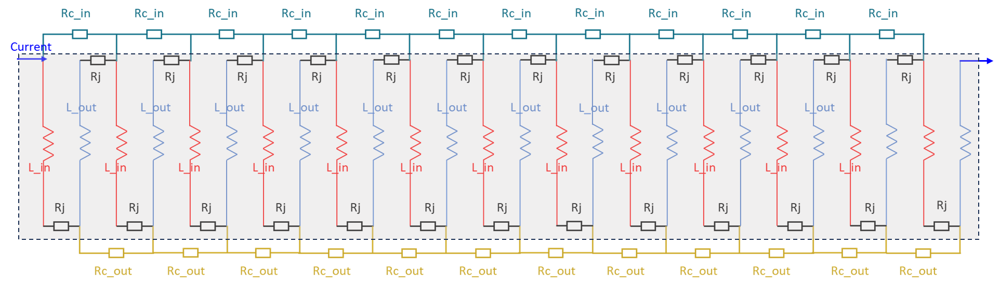 Rc_in Rc_in Rc_in Rc_in Rc_in Rc_in Rc_in Rc_in Rc_in Rc_in Rc_in Rc_in
Current
Rj Rj Rj Rj Rj Rj Rj Rj Rj Rj Rj Rj
L_out L_out L_out L_out L_out L_out L_out L_out L_out L_out L_out
L_in L_in L_in L_in L_in L_in L_in L_in L_in L_in L_in L_in
Rj Rj Rj Rj Rj Rj Rj Rj Rj Rj Rj Rj Rj
Rc_out Rc_out Rc_out Rc_out Rc_out Rc_out Rc_out Rc_out Rc_out Rc_out Rc_out Rc_out